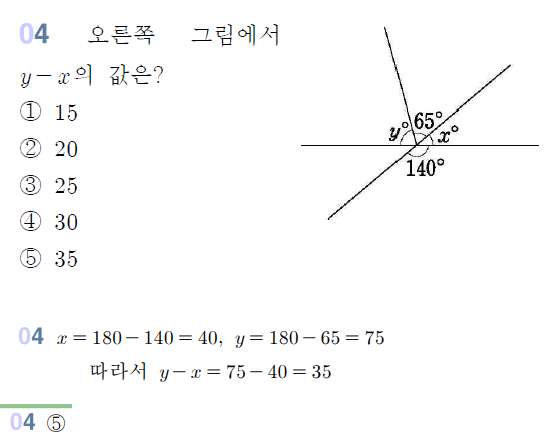 04 오른쪽 그림에서
y-x의 값은?
① 15
② 20
③ 25
④ 30
⑤ 35
y° 65° x°
140°
04 x=180-140=40, y=180-65=75
따라서 y-x=75-40=35
04 ⑤